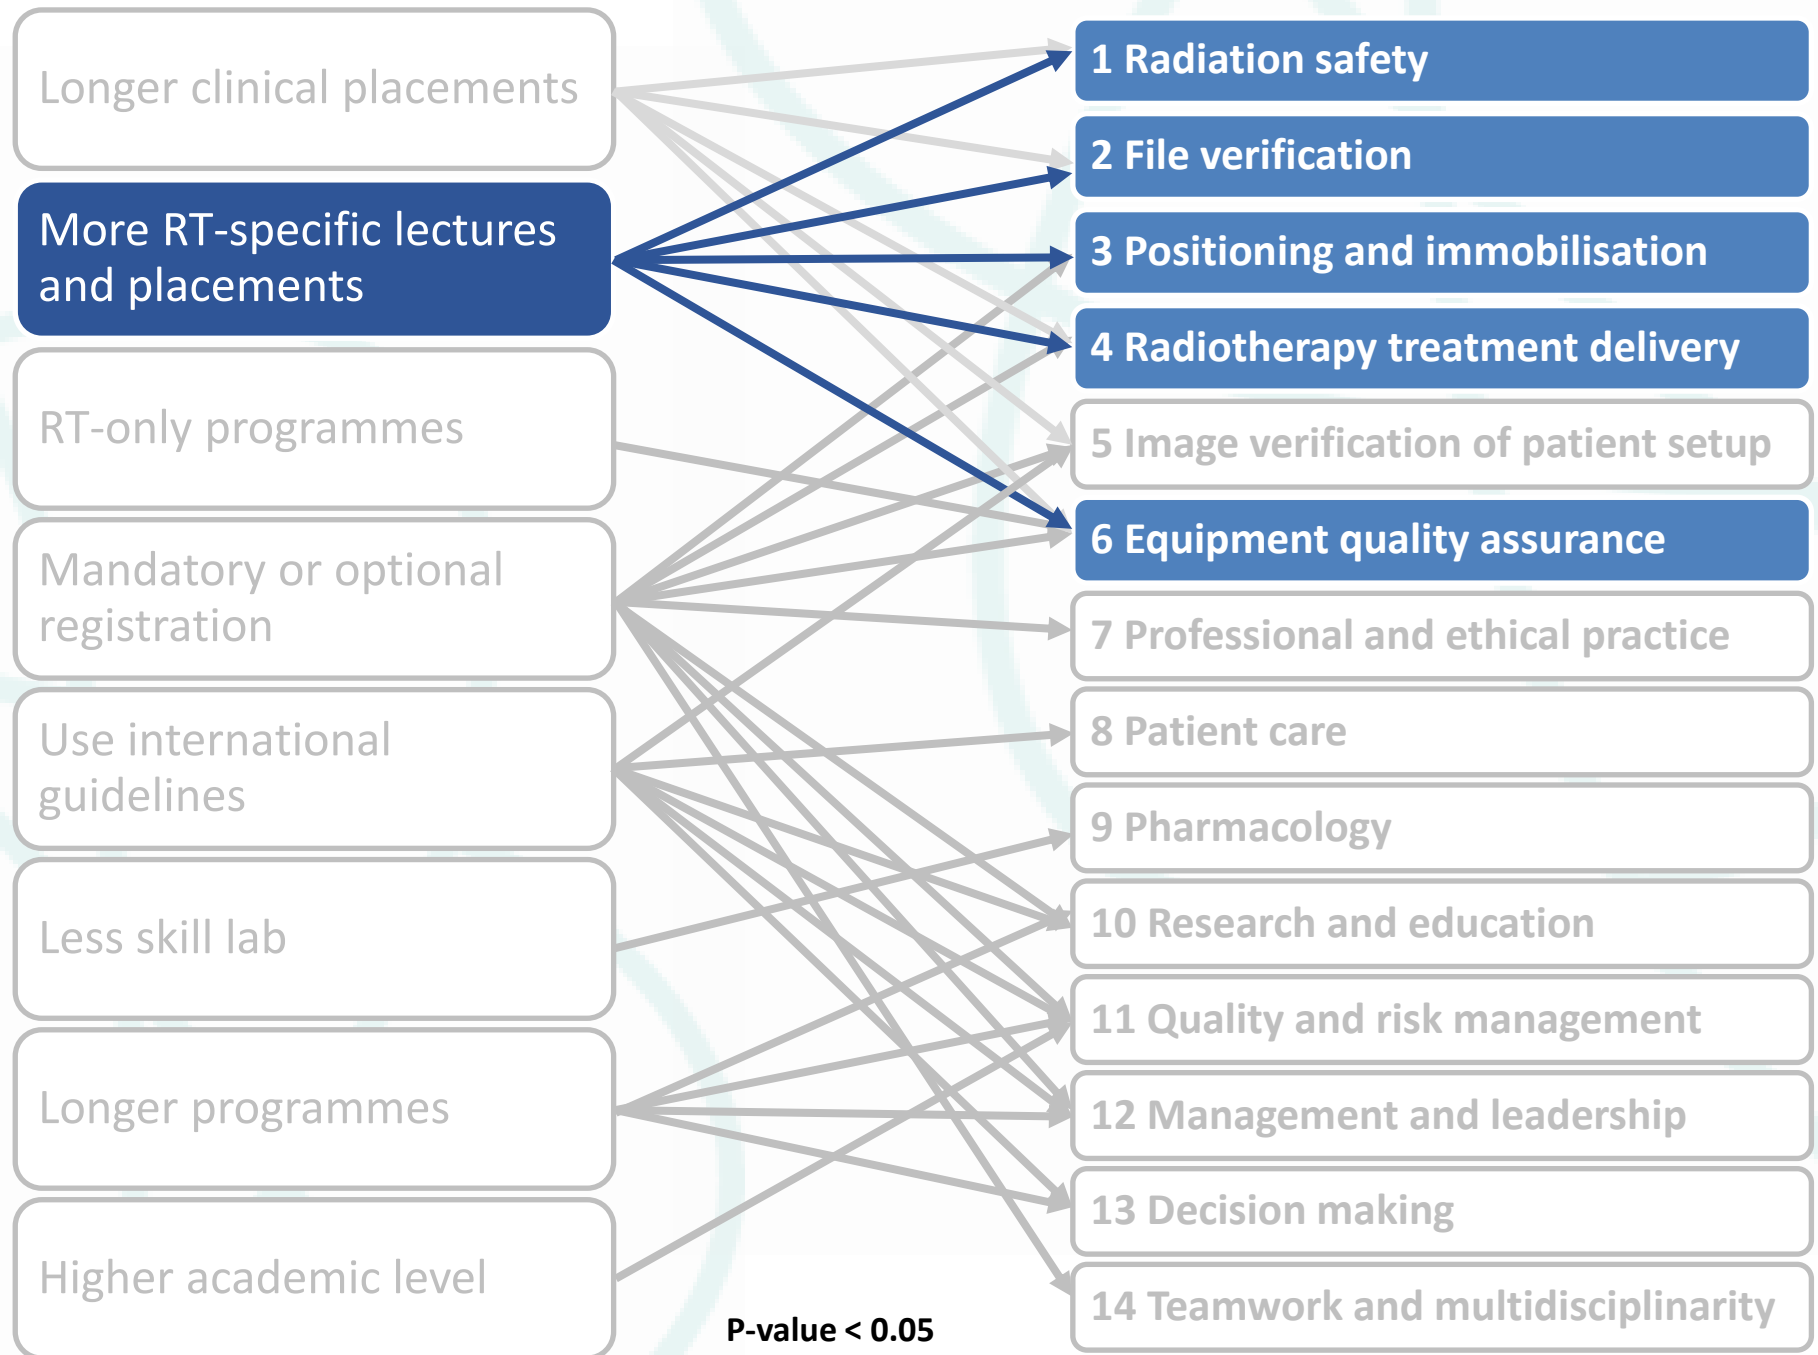 Longer clinical placements
More RT-specific lectures
and placements
RT-only programmes
Mandatory or optional
registration
Use international
guidelines
Less skill lab
Longer programmes
Higher academic level
P-value < 0.05
1 Radiation safety
2 File verification
3 Positioning and immobilisation
4 Radiotherapy treatment delivery
5 Image verification of patient setup
6 Equipment quality assurance
7 Professional and ethical practice
8 Patient care
9 Pharmacology
10 Research and education
11 Quality and risk management
12 Management and leadership
13 Decision making
14 Teamwork and multidisciplinarity